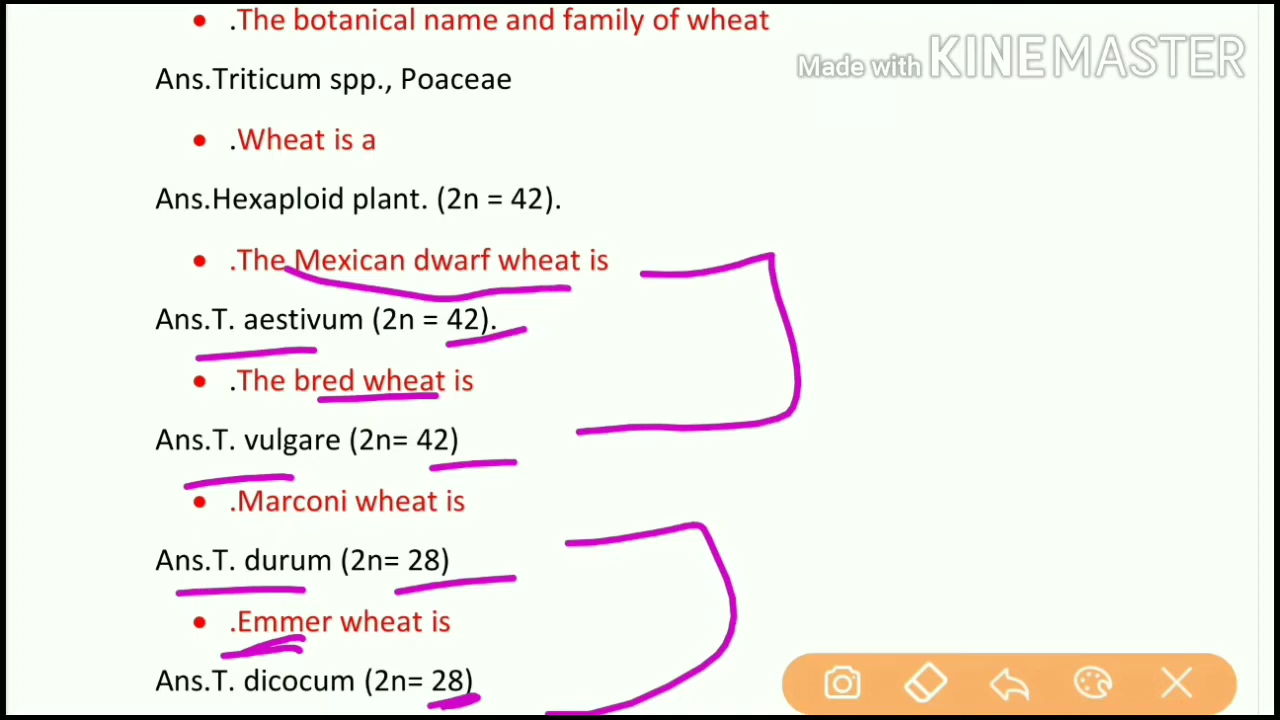 .The botanical name and family of wheat
Made with KINEMASTER
Ans.Triticum spp., Poaceae
.Wheat is a
Ans.Hexaploid plant. (2n = 42).
.The Mexican dwarf wheat is
Ans.T. aestivum (2n = 42).
.The bred wheat is
Ans.T. vulgare (2n= 42)
.Marconi wheat is
Ans.T. durum (2n= 28)
.Emmer wheat is
Ans.T. dicocum (2n= 28)